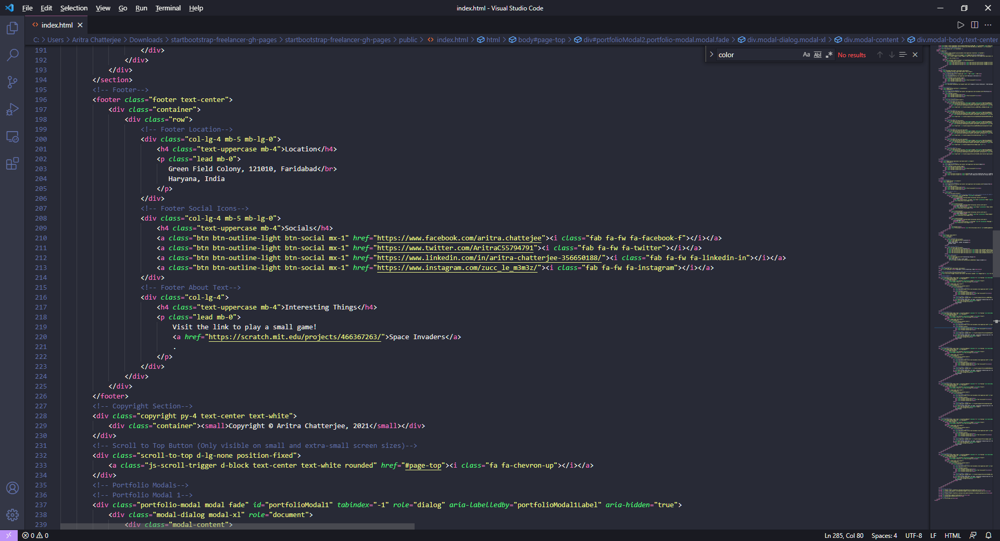 File Edit Selection View Go Run Terminal Help
index.html - Visual Studio Code
index.html
C: > Users > Aritra Chatterjee > Downloads > startbootstrap-freelancer-gh-pages > startbootstrap-freelancer-gh-pages > public > index.html > html > body#page-top > div#portfolioModal2.portfolio-modal.modal.fade > div.modal-dialog.modal-xl > div.modal-content > div.modal-body.text-center
color Aa Abl .* No results
191 </div>
192 </div>
193 </div>
194 </section>
195 <!-- Footer-->
196 <footer class="footer text-center">
197 <div class="container">
198 <div class="row">
199 <!-- Footer Location-->
200 <div class="col-lg-4 mb-5 mb-lg-0">
201 <h4 class="text-uppercase mb-4">Location</h4>
202 <p class="lead mb-0">
203 Green Field Colony, 121010, Faridabad</br>
204 Haryana, India
205 </p>
206 </div>
207 <!-- Footer Social Icons-->
208 <div class="col-lg-4 mb-5 mb-lg-0">
209 <h4 class="text-uppercase mb-4">Socials</h4>
210 <a class="btn btn-outline-light btn-social mx-1" href="https://www.facebook.com/aritra.chattejee"><i class="fab fa-fw fa-facebook-f"></i></a>
211 <a class="btn btn-outline-light btn-social mx-1" href="https://www.twitter.com/AritraC55794791"><i class="fab fa-fw fa-twitter"></i></a>
212 <a class="btn btn-outline-light btn-social mx-1" href="https://www.linkedin.com/in/aritra-chatterjee-356650188/"><i class="fab fa-fw fa-linkedin-in"></i></a>
213 <a class="btn btn-outline-light btn-social mx-1" href="https://www.instagram.com/zucc_le_m3m3z/"><i class="fab fa-fw fa-instagram"></i></a>
214 </div>
215 <!-- Footer About Text-->
216 <div class="col-lg-4">
217 <h4 class="text-uppercase mb-4">Interesting Things</h4>
218 <p class="lead mb-0">
219 Visit the link to play a small game!
220 <a href="https://scratch.mit.edu/projects/466367263/">Space Invaders</a>
221 .
222 </p>
223 </div>
224 </div>
225 </div>
226 </footer>
227 <!-- Copyright Section-->
228 <div class="copyright py-4 text-center text-white">
229 <div class="container"><small>Copyright © Aritra Chatterjee, 2021</small></div>
230 </div>
231 <!-- Scroll to Top Button (Only visible on small and extra-small screen sizes)-->
232 <div class="scroll-to-top d-lg-none position-fixed">
233 <a class="js-scroll-trigger d-block text-center text-white rounded" href="#page-top"><i class="fa fa-chevron-up"></i></a>
234 </div>
235 <!-- Portfolio Modals-->
236 <!-- Portfolio Modal 1-->
237 <div class="portfolio-modal modal fade" id="portfolioModal1" tabindex="-1" role="dialog" aria-labelledby="portfolioModal1Label" aria-hidden="true">
238 <div class="modal-dialog modal-xl" role="document">
239 <div class="modal-content">
0 0
Ln 285, Col 80 Spaces: 4 UTF-8 LF HTML